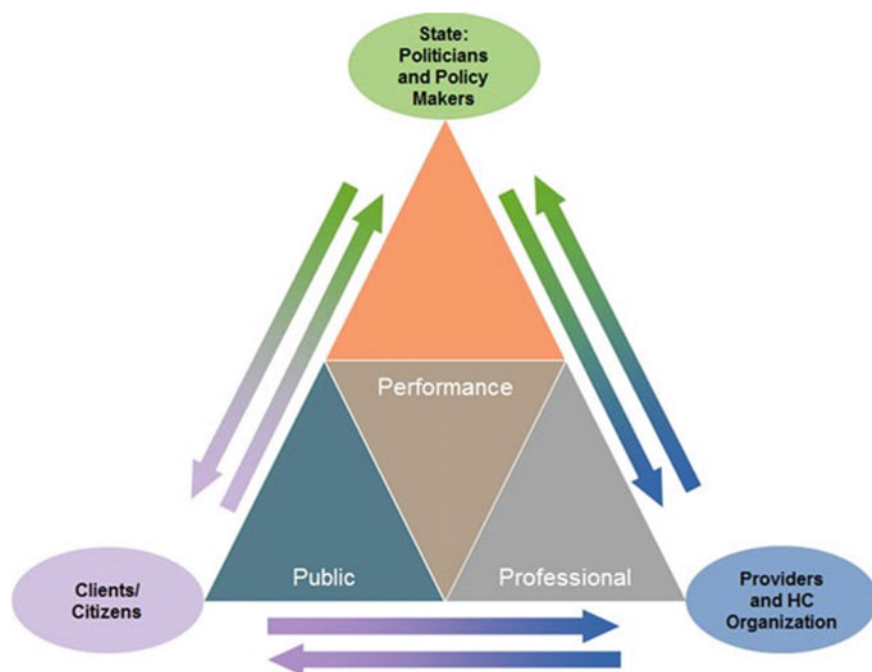 State:
Politicians
and Policy
Makers
Performance
Public
Professional
Clients/
Citizens
Providers
and HC
Organization